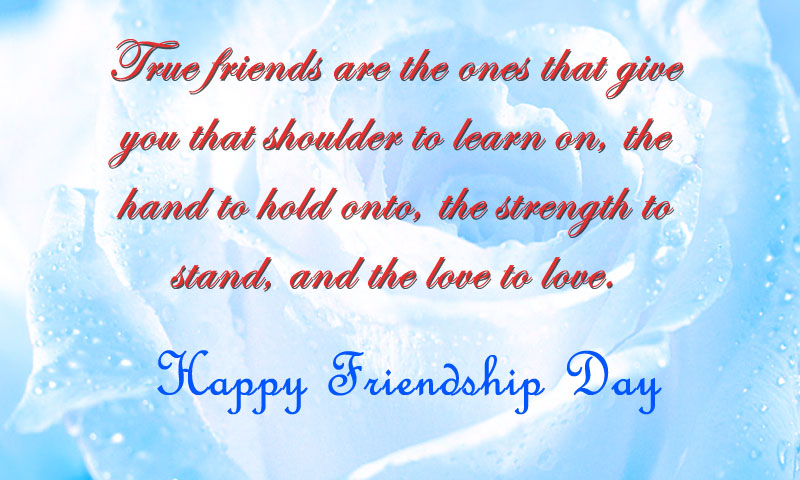 True friends are the ones that give
you that shoulder to learn on, the
hand to hold onto, the strength to
stand, and the love to love.
Happy Friendship Day